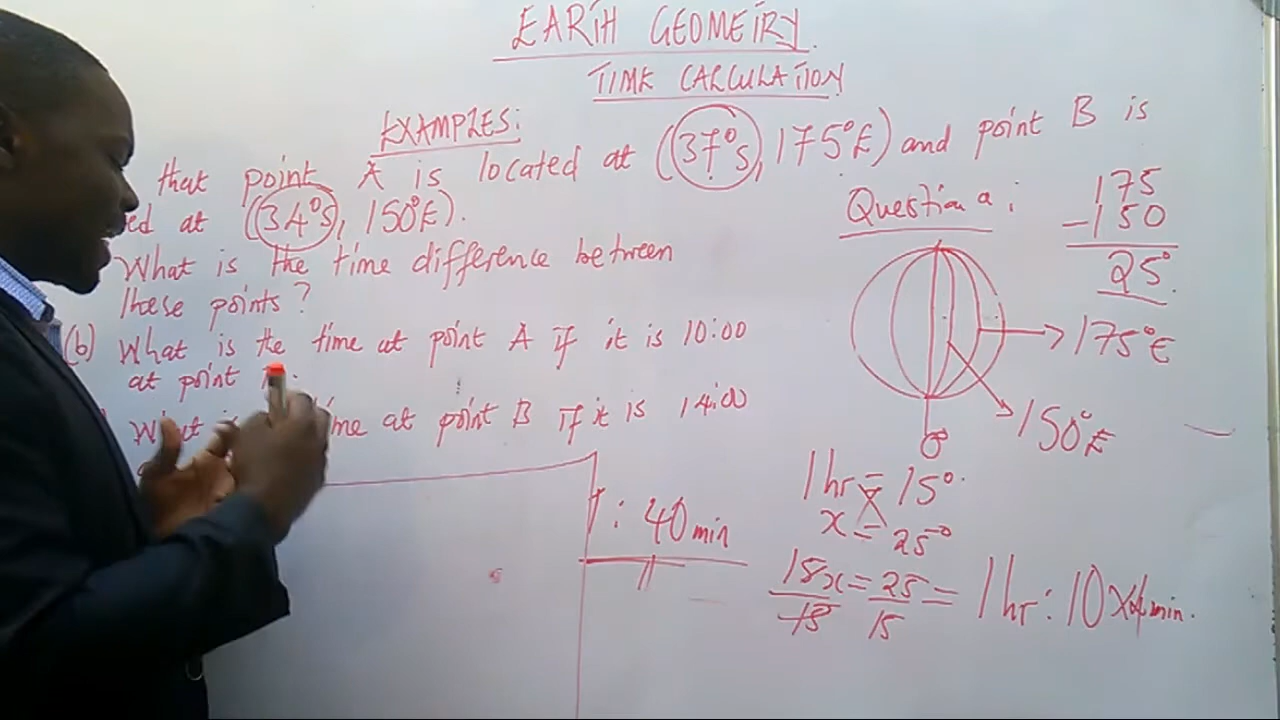 EARTH GEOMETRY
TIME CALCULATION
EXAMPLES:
that point A is located at (37°S, 175°E) and point B is
ed at (34°S, 150°E).
What is the time difference between
these points?
(b) What is the time at point A if it is 10:00
at point
time at point B if it is 14:00
Question a:
175
-150
25°
175°E
150°E
0°
1hr = 15°
x = 25°
15x = 25 = 1hr: 10 x 4 min.
15 15
1: 40 min